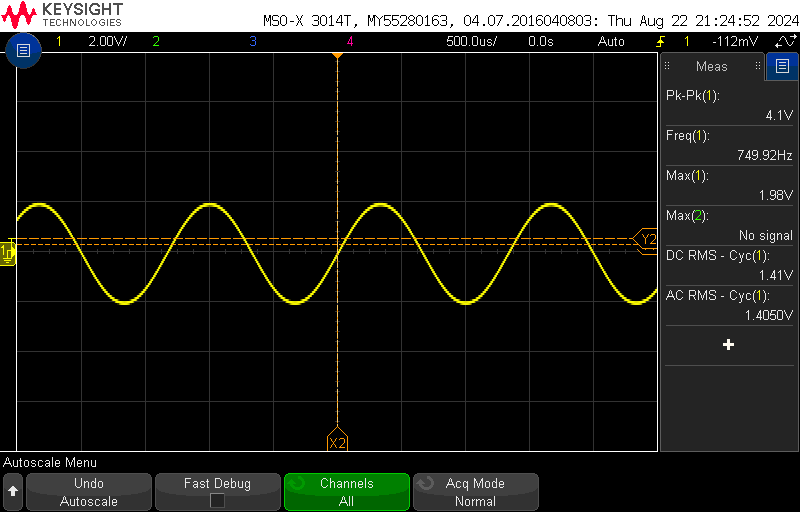 KEYSIGHT
TECHNOLOGIES
MSO-X 3014T, MY55280163, 04.07.2016040803: Thu Aug 22 21:24:52 2024
1 2.00V/ 2 3 4 500.0us/ 0.0s Auto 1 -112mV
Meas
Pk-Pk(1):
4.1V
Freq(1):
749.92Hz
Max(1):
1.98V
Max(2):
No signal
DC RMS - Cyc(1):
1.41V
AC RMS - Cyc(1):
1.4050V
1
Y2
X2
Autoscale Menu
Undo
Autoscale
Fast Debug
Channels
All
Acq Mode
Normal